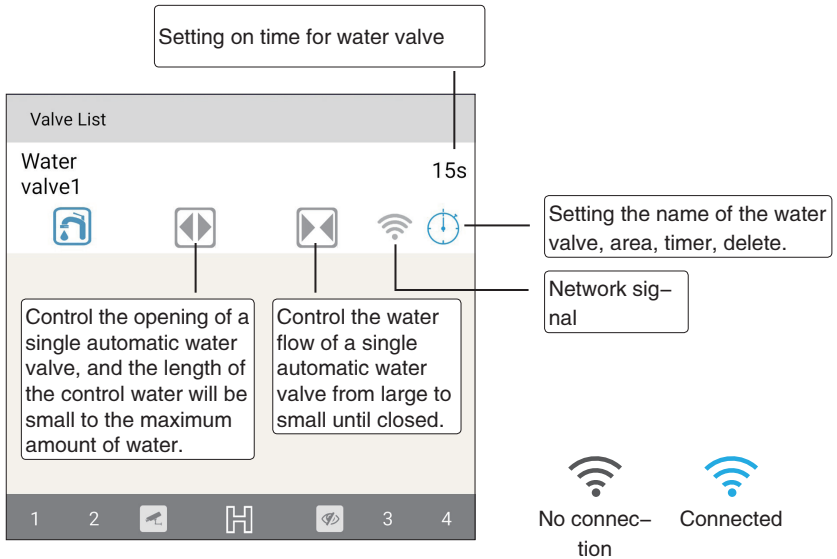 Setting on time for water valve
Valve List
Water
valve1
15s
Setting the name of the water
valve, area, timer, delete.
Network sig–
nal
Control the opening of a
single automatic water
valve, and the length of
the control water will be
small to the maximum
amount of water.
Control the water
flow of a single
automatic water
valve from large to
small until closed.
1 2 3 4
No connec–
tion
Connected